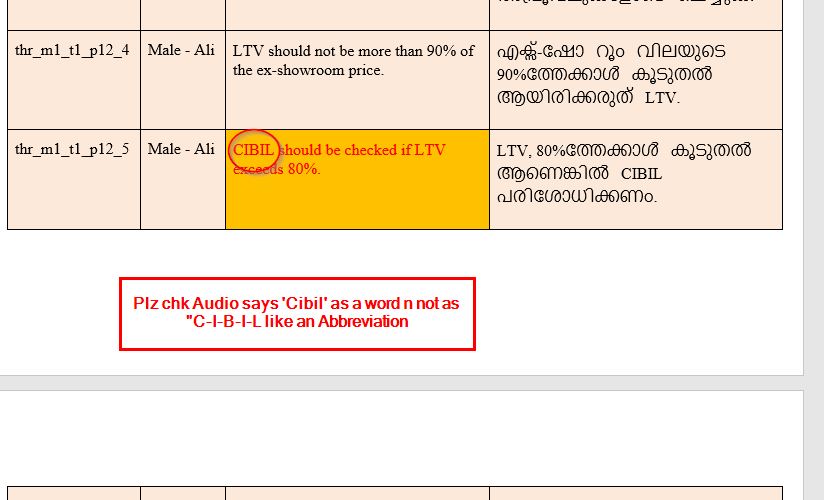 thr_m1_t1_p12_4
Male - Ali
LTV should not be more than 90% of
the ex-showroom price.
എക്സ്-ഷോ റൂം വിലയുടെ
90%ത്തേക്കാൾ കൂടുതൽ
ആയിരിക്കരുത് LTV.
thr_m1_t1_p12_5
Male - Ali
CIBIL should be checked if LTV
exceeds 80%.
LTV, 80%ത്തേക്കാൾ കൂടുതൽ
ആണെങ്കിൽ CIBIL
പരിശോധിക്കണം.
Plz chk Audio says 'Cibil' as a word n not as
"C-I-B-I-L like an Abbreviation